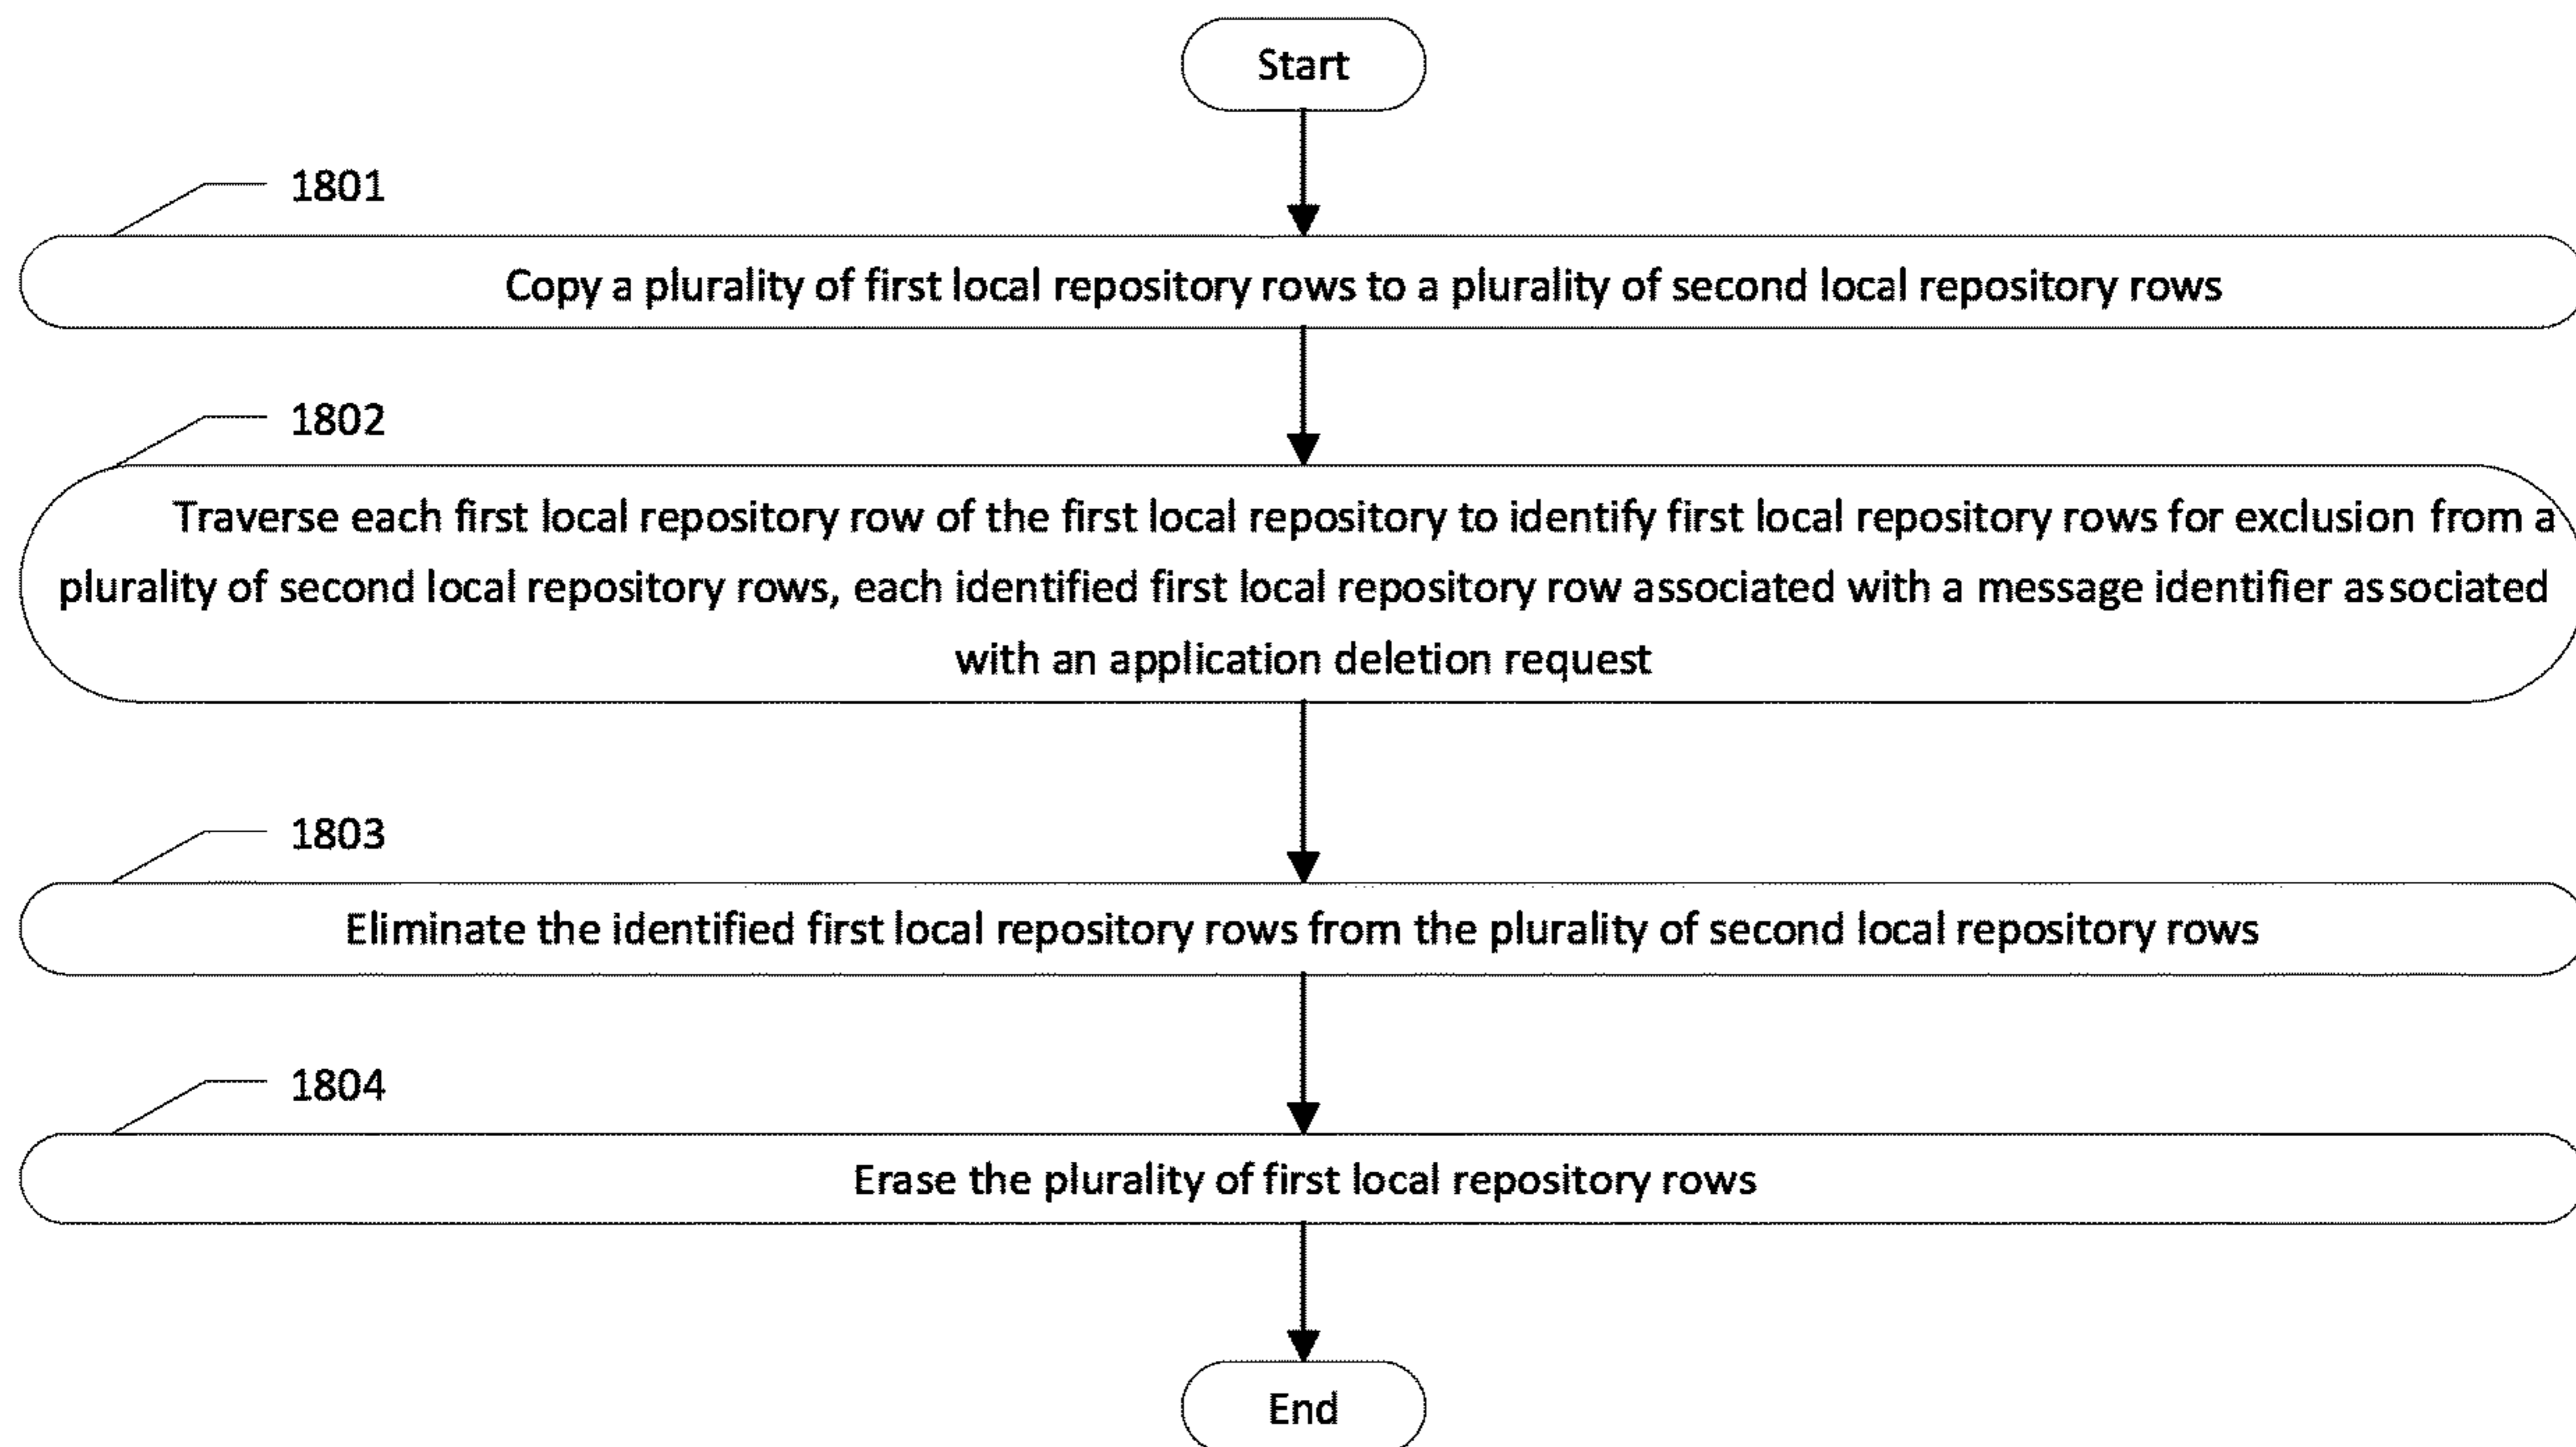 Start
1801
Copy a plurality of first local repository rows to a plurality of second local repository rows
1802
Traverse each first local repository row of the first local repository to identify first local repository rows for exclusion from a
plurality of second local repository rows, each identified first local repository row associated with a message identifier associated
with an application deletion request
1803
Eliminate the identified first local repository rows from the plurality of second local repository rows
1804
Erase the plurality of first local repository rows
End